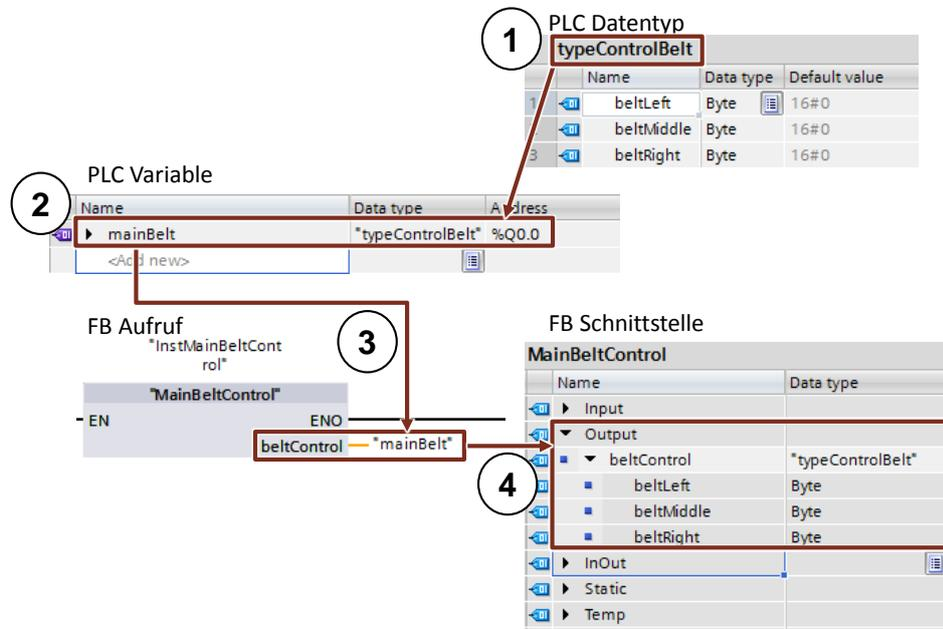 1
PLC Datentyp
typeControlBelt
Name Data type Default value
1 beltLeft Byte 16#0
beltMiddle Byte 16#0
3 beltRight Byte 16#0
2
PLC Variable
Name Data type Address
mainBelt "typeControlBelt" %Q0.0
<Add new>
3
FB Aufruf
"InstMainBeltCont
rol"
"MainBeltControl"
EN ENO
beltControl "mainBelt"
4
FB Schnittstelle
MainBeltControl
Name Data type
Input
Output
beltControl "typeControlBelt"
beltLeft Byte
beltMiddle Byte
beltRight Byte
InOut
Static
Temp